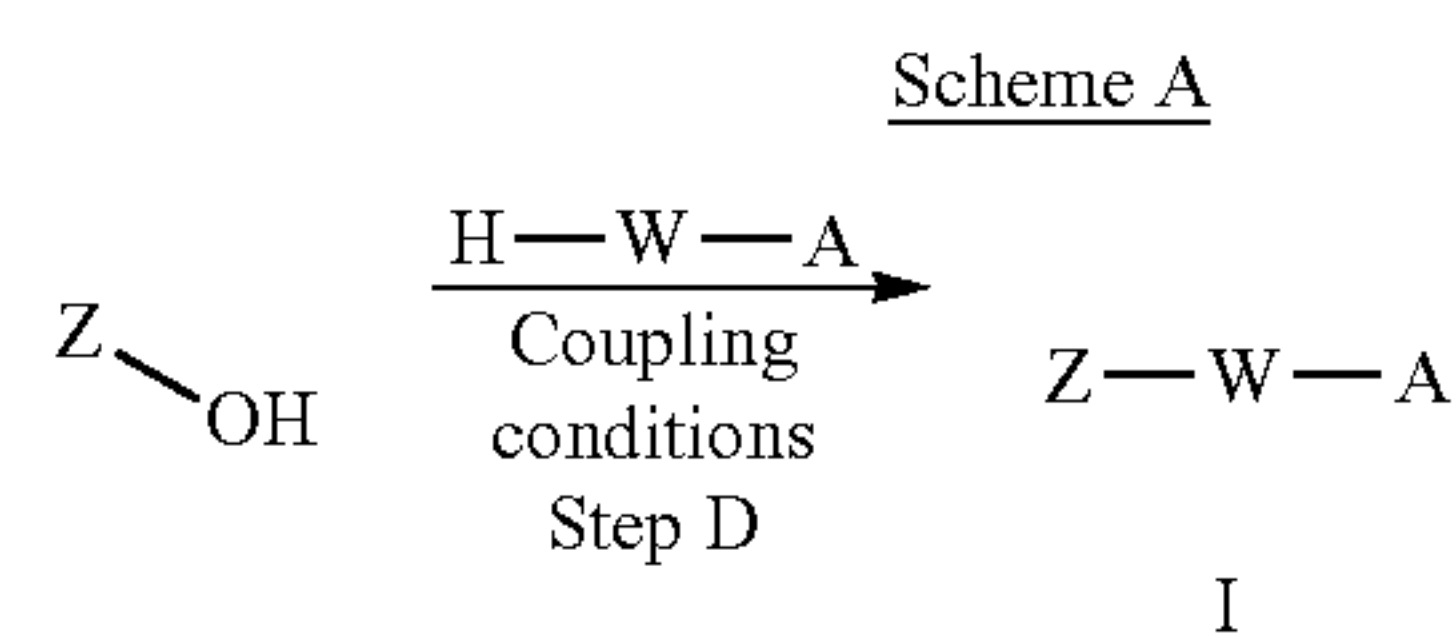 Scheme A
H—W—A
Coupling
conditions
Step D
Z
OH
Z—W—A
I